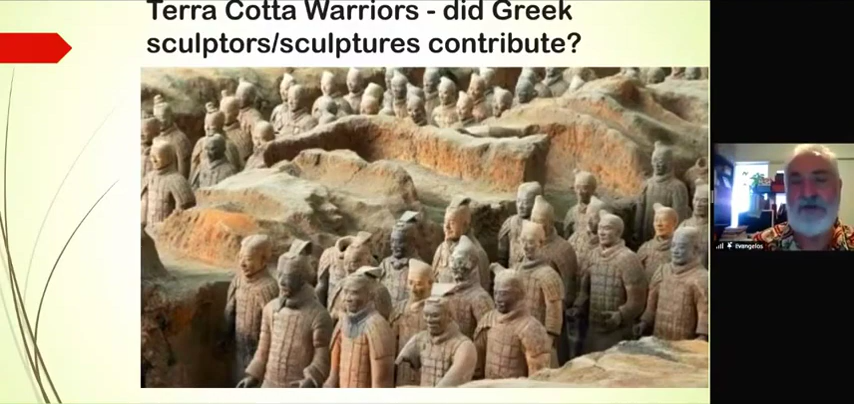 Terra Cotta Warriors - did Greek
sculptors/sculptures contribute?
Evangelos